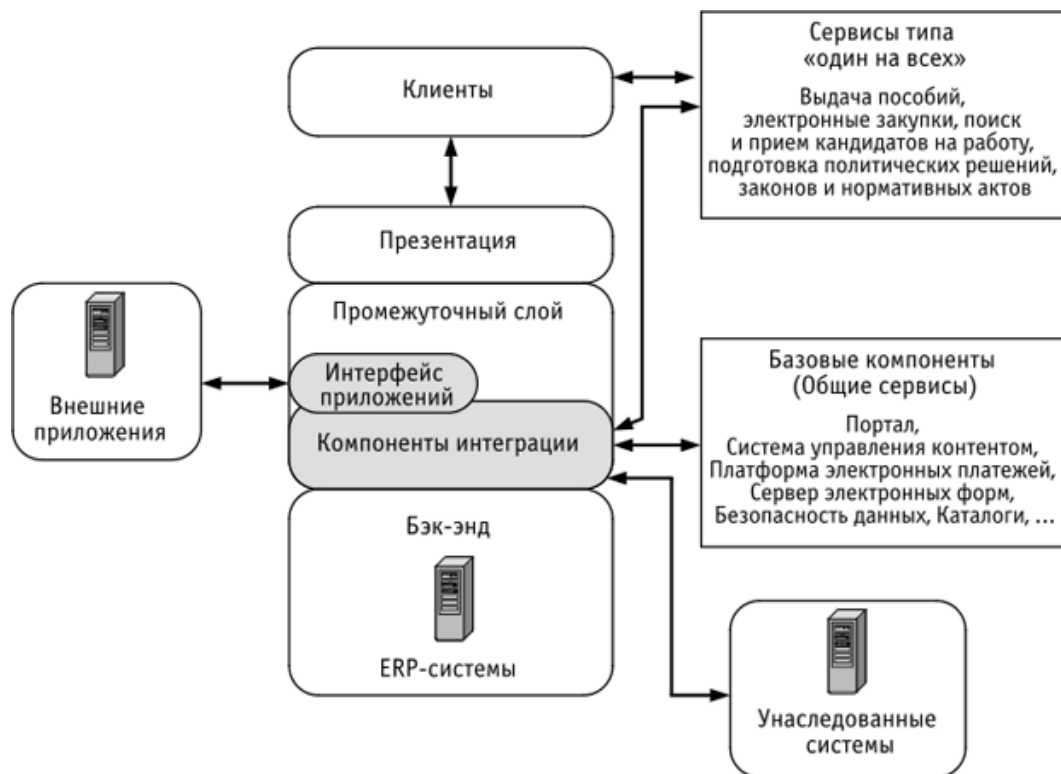 Клиенты
Презентация
Промежуточный слой
Интерфейс
приложений
Компоненты интеграции
Бэк-энд
ERP-системы
Внешние
приложения
Сервисы типа
«один на всех»
Выдача пособий,
электронные закупки, поиск
и прием кандидатов на работу,
подготовка политических решений,
законов и нормативных актов
Базовые компоненты
(Общие сервисы)
Портал,
Система управления контентом,
Платформа электронных платежей,
Сервер электронных форм,
Безопасность данных, Каталоги, ...
Унаследованные
системы